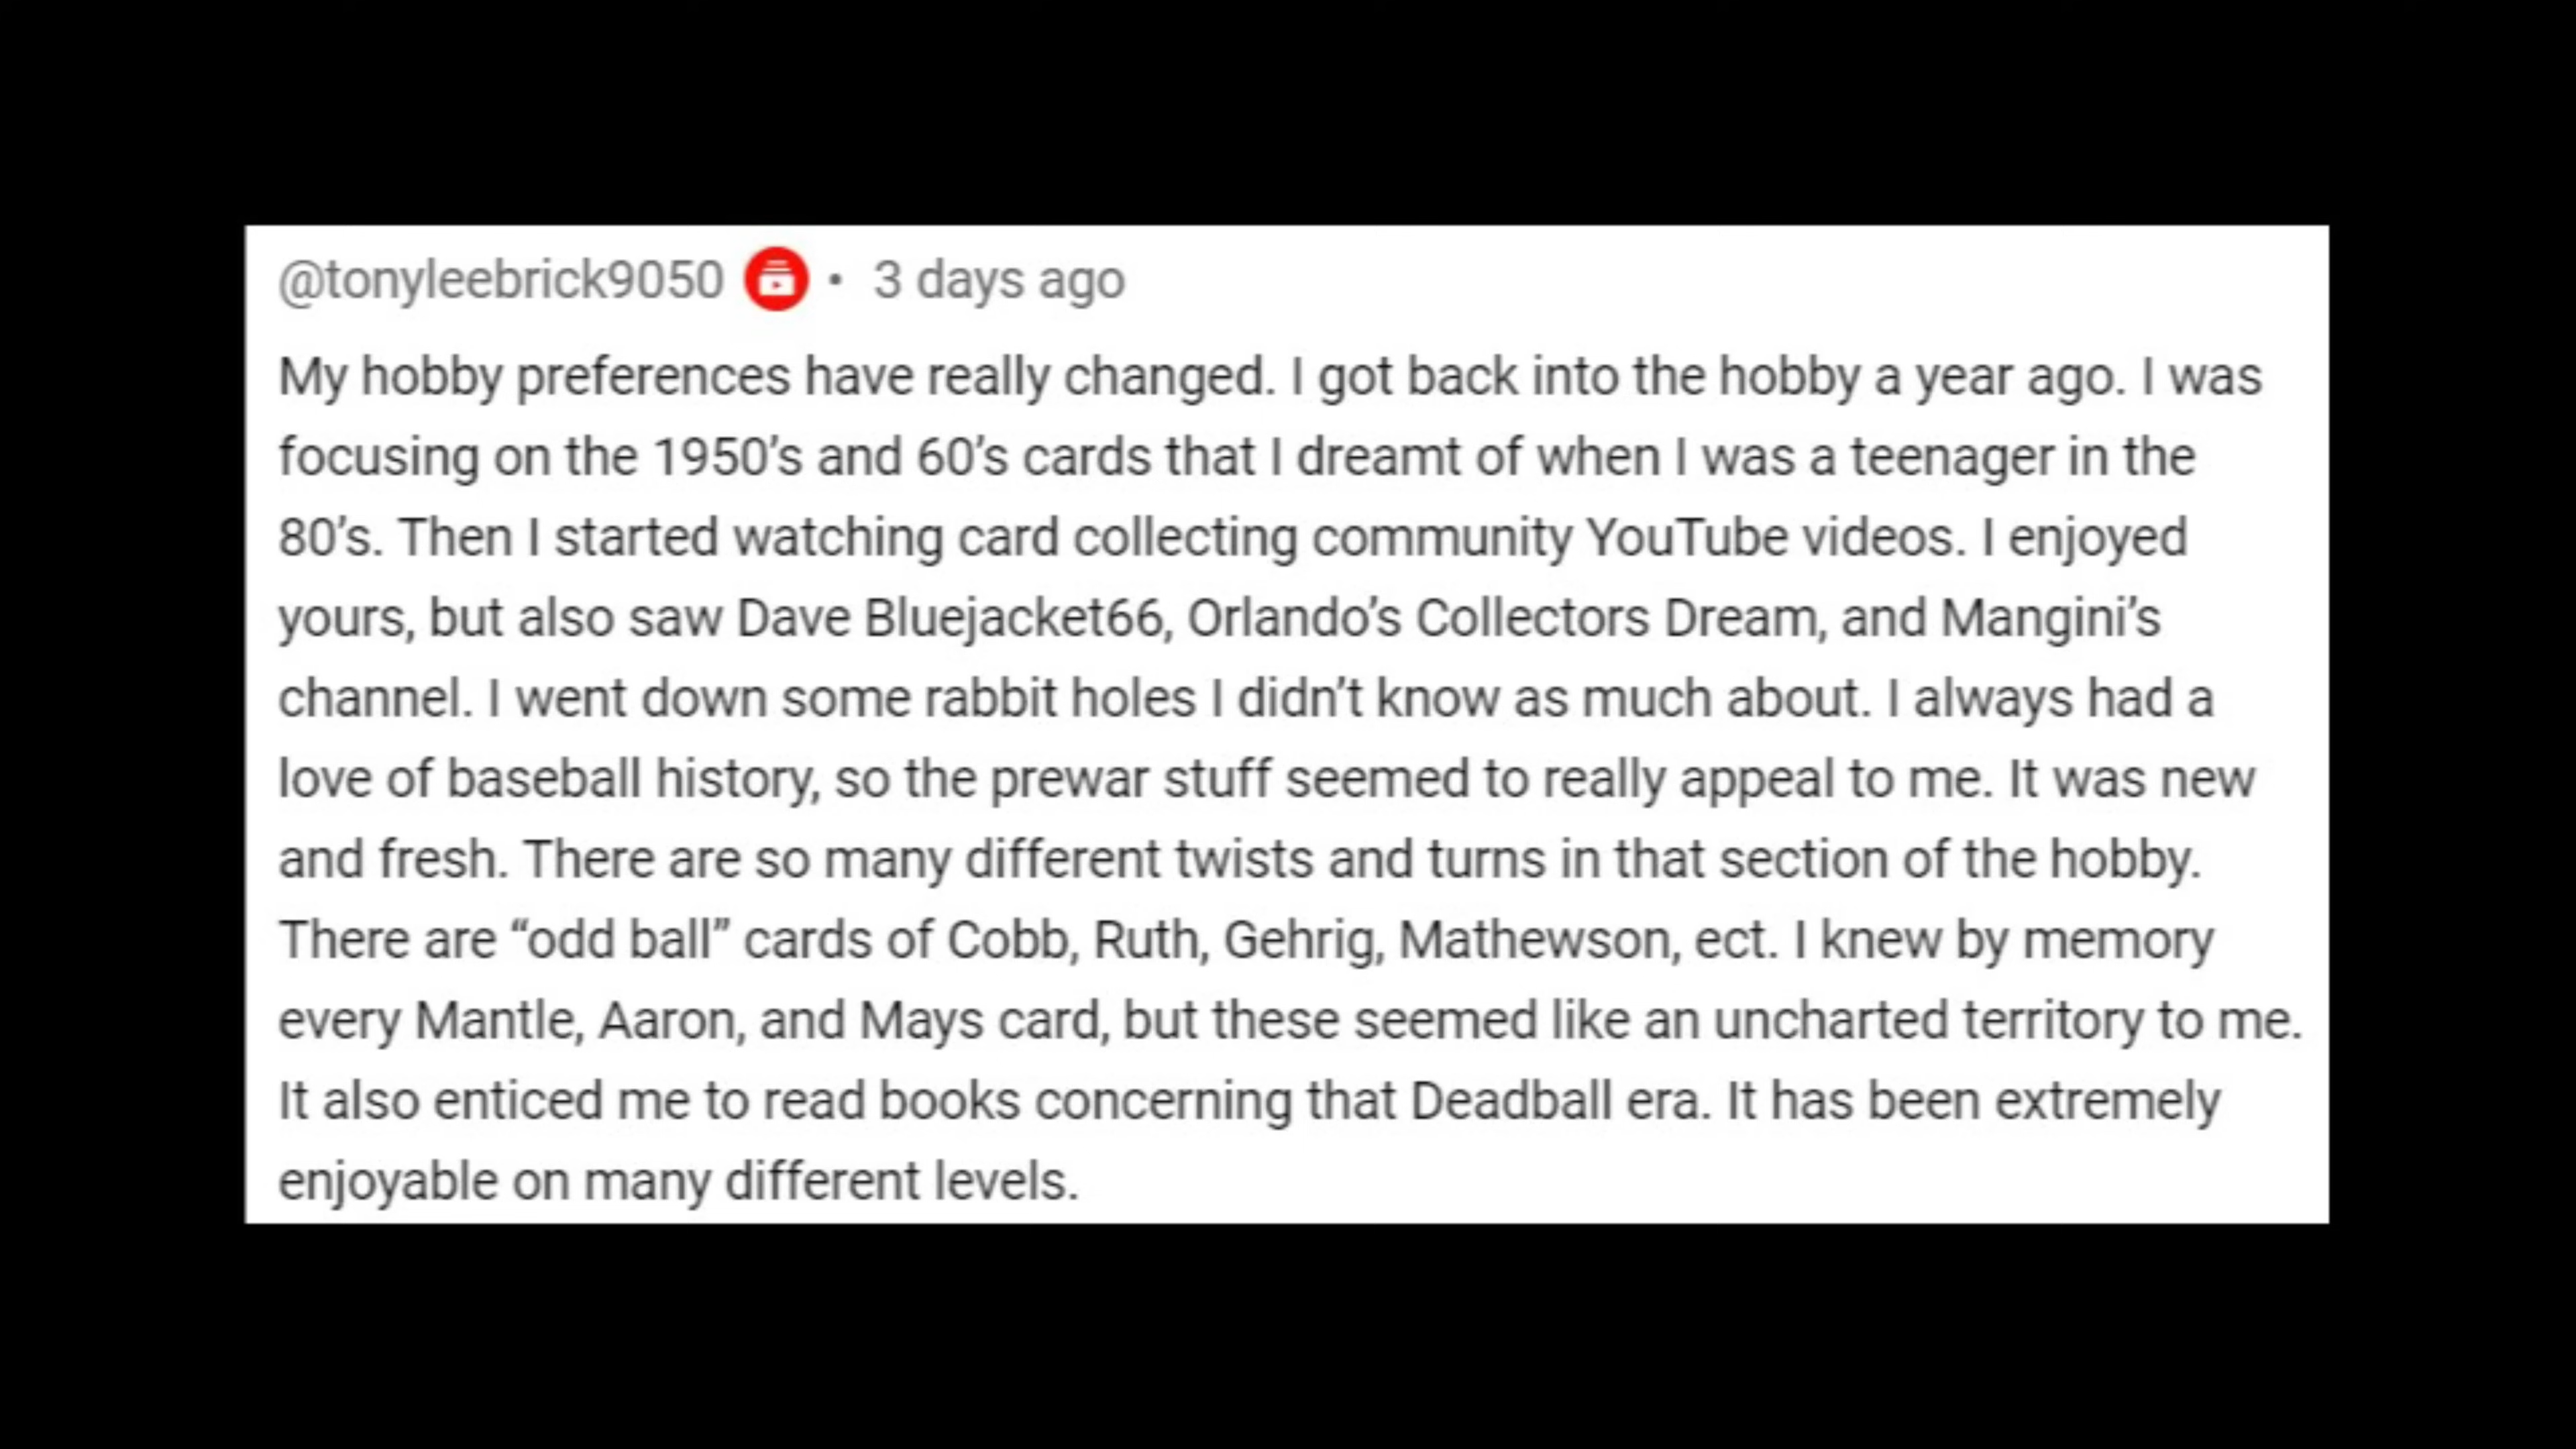 @tonyleebrick9050 • 3 days ago
My hobby preferences have really changed. I got back into the hobby a year ago. I was
focusing on the 1950’s and 60’s cards that I dreamt of when I was a teenager in the
80’s. Then I started watching card collecting community YouTube videos. I enjoyed
yours, but also saw Dave Bluejacket66, Orlando’s Collectors Dream, and Mangini’s
channel. I went down some rabbit holes I didn’t know as much about. I always had a
love of baseball history, so the prewar stuff seemed to really appeal to me. It was new
and fresh. There are so many different twists and turns in that section of the hobby.
There are “odd ball” cards of Cobb, Ruth, Gehrig, Mathewson, ect. I knew by memory
every Mantle, Aaron, and Mays card, but these seemed like an uncharted territory to me.
It also enticed me to read books concerning that Deadball era. It has been extremely
enjoyable on many different levels.